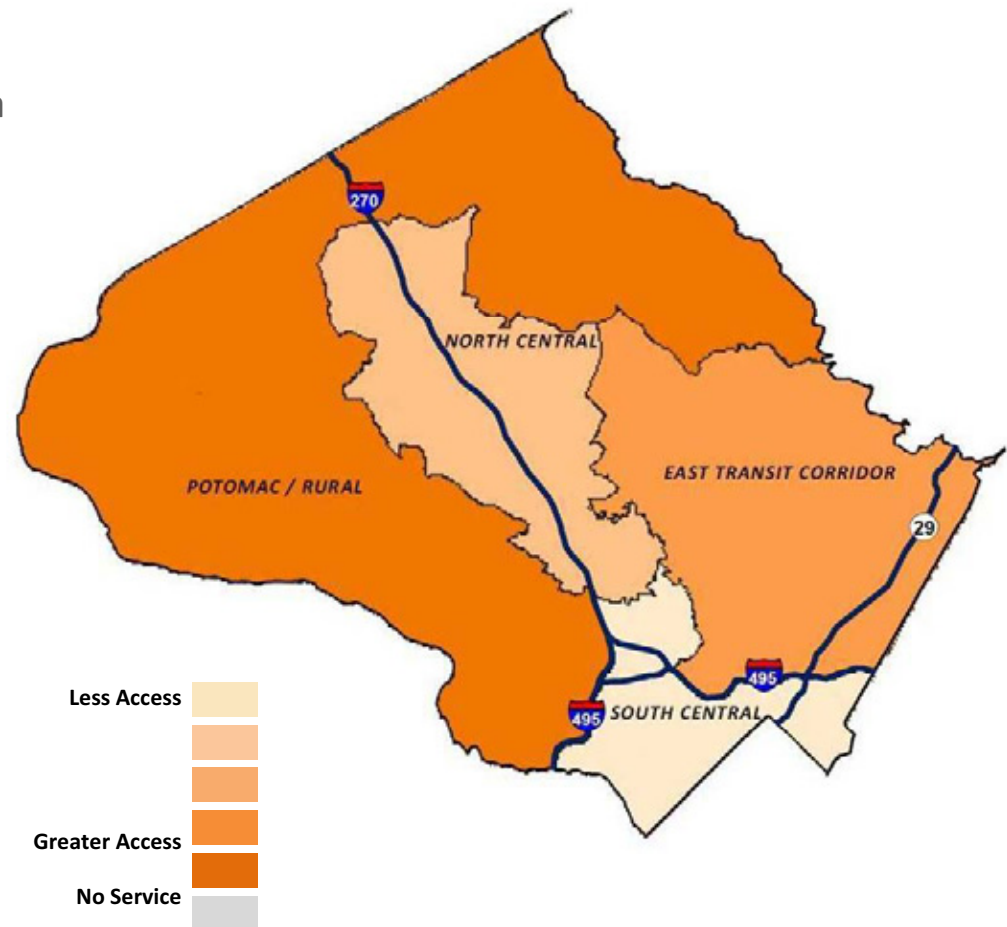 270
NORTH CENTRAL
EAST TRANSIT CORRIDOR
POTOMAC / RURAL
29
495
495
SOUTH CENTRAL
Less Access
Greater Access
No Service